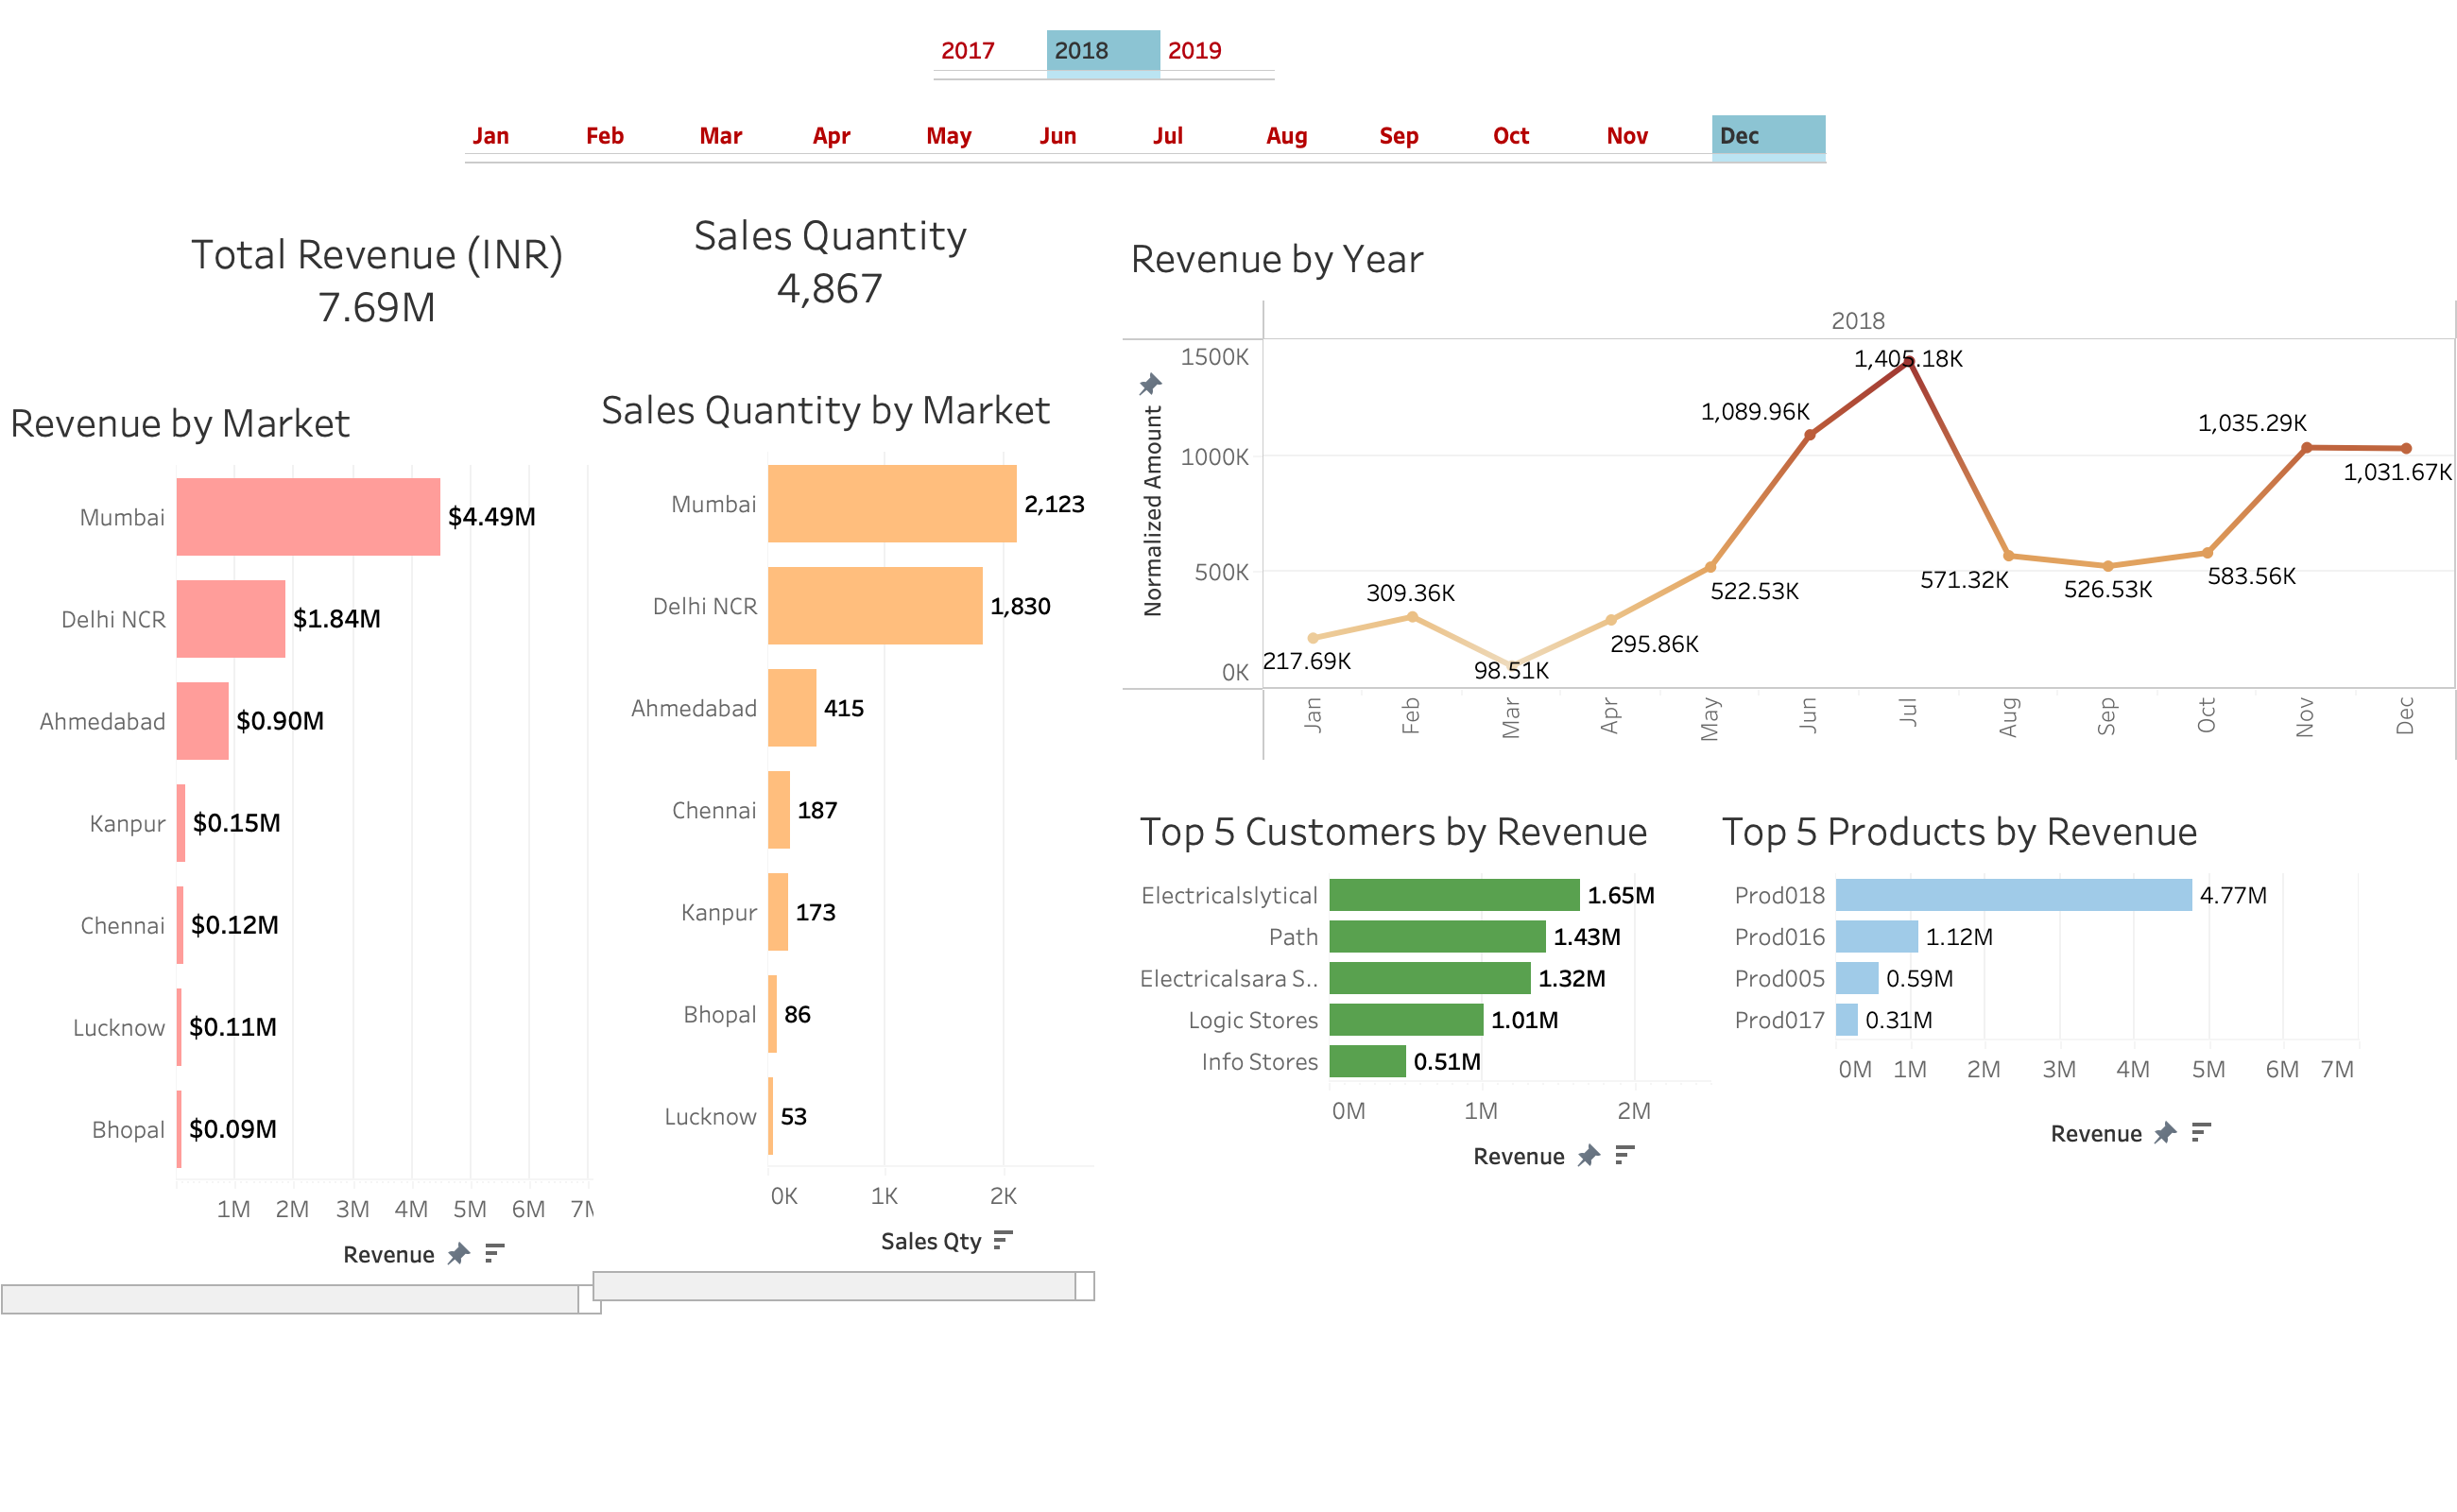 2017 2018 2019
Jan Feb Mar Apr May Jun Jul Aug Sep Oct Nov Dec
Total Revenue (INR)
7.69M
Sales Quantity
4,867
Revenue by Market
Mumbai $4.49M
Delhi NCR $1.84M
Ahmedabad $0.90M
Kanpur $0.15M
Chennai $0.12M
Lucknow $0.11M
Bhopal $0.09M
1M 2M 3M 4M 5M 6M
Revenue
Sales Quantity by Market
Mumbai 2,123
Delhi NCR 1,830
Ahmedabad 415
Chennai 187
Kanpur 173
Bhopal 86
Lucknow 53
0K 1K 2K
Sales Qty
Revenue by Year
2018
Normalized Amount
1500K
1000K
500K
0K
217.69K
309.36K
98.51K
295.86K
522.53K
1,089.96K
1,405.18K
571.32K
526.53K
583.56K
1,035.29K
1,031.67K
Jan Feb Mar Apr May Jun Jul Aug Sep Oct Nov Dec
Top 5 Customers by Revenue
Electricalslytical 1.65M
Path 1.43M
Electricalsara S.. 1.32M
Logic Stores 1.01M
Info Stores 0.51M
0M 1M 2M
Revenue
Top 5 Products by Revenue
Prod018 4.77M
Prod016 1.12M
Prod005 0.59M
Prod017 0.31M
0M 1M 2M 3M 4M 5M 6M 7M
Revenue